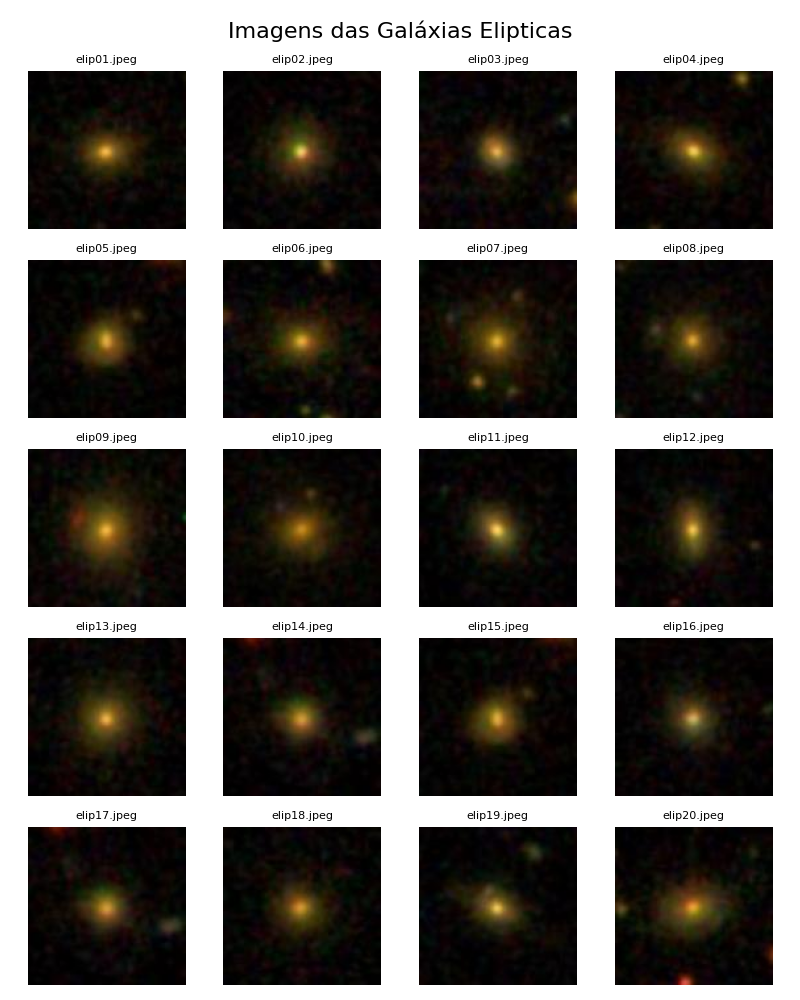 Imagens das Galáxias Elipticas
elip01.jpeg elip02.jpeg elip03.jpeg elip04.jpeg
elip05.jpeg elip06.jpeg elip07.jpeg elip08.jpeg
elip09.jpeg elip10.jpeg elip11.jpeg elip12.jpeg
elip13.jpeg elip14.jpeg elip15.jpeg elip16.jpeg
elip17.jpeg elip18.jpeg elip19.jpeg elip20.jpeg